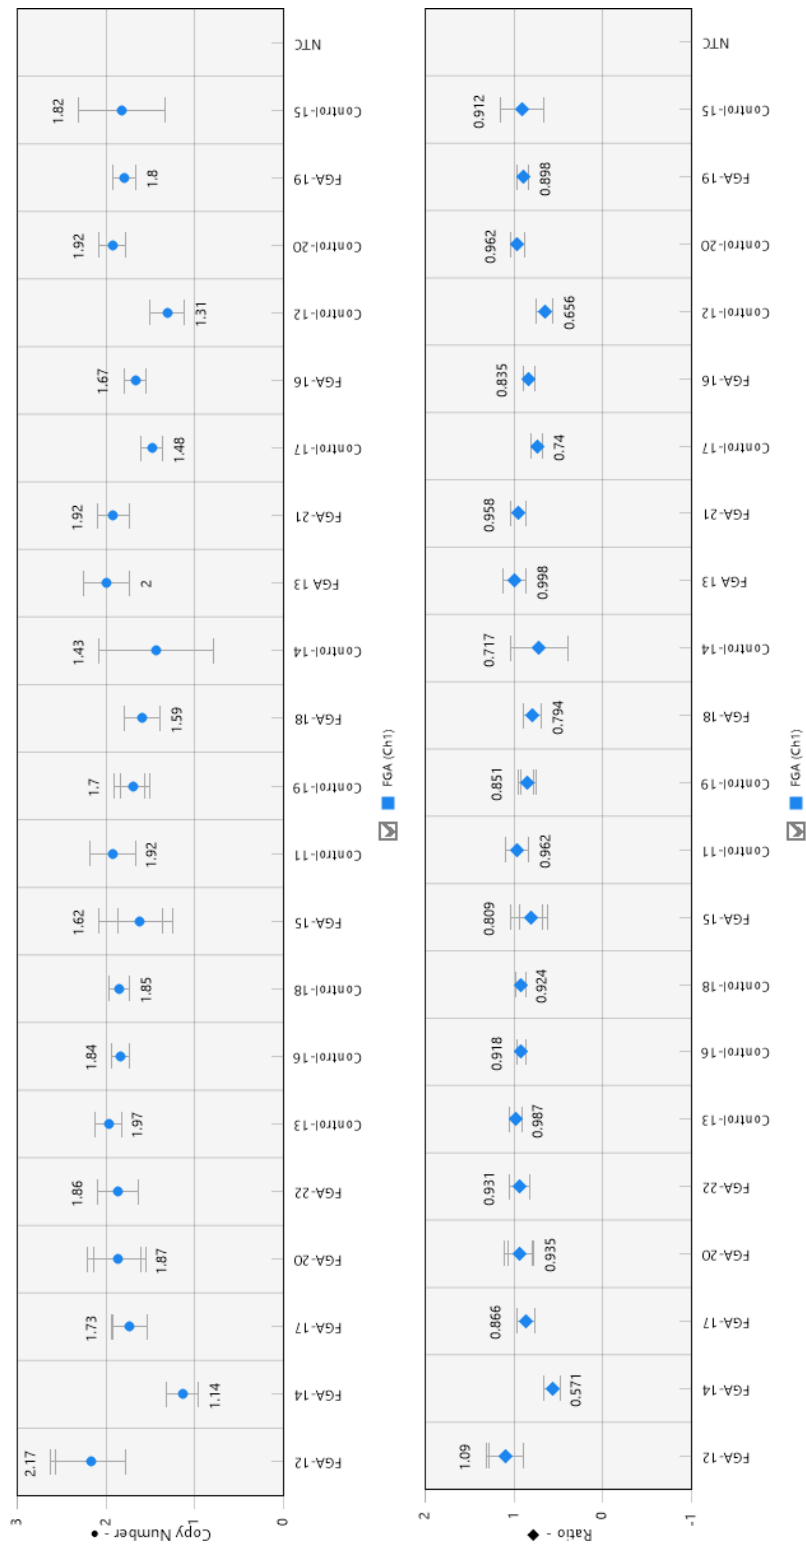 3
2
1
0
Copy Number - ●
2.17
1.14
1.73
1.87
1.86
1.97
1.84
1.85
1.62
1.92
1.7
1.59
1.43
2
1.92
1.48
1.67
1.31
1.92
1.8
1.82
FGA-12
FGA-14
FGA-17
FGA-20
FGA-22
Control-13
Control-16
Control-18
FGA-15
Control-11
Control-19
FGA-18
Control-14
FGA 13
FGA-21
Control-17
FGA-16
Control-12
Control-20
FGA-19
Control-15
NTC
FGA (Ch1)
2
1
0
-1
Ratio - ◆
1.09
0.571
0.866
0.935
0.931
0.987
0.918
0.924
0.809
0.962
0.851
0.794
0.717
0.998
0.958
0.74
0.835
0.656
0.962
0.898
0.912
FGA-12
FGA-14
FGA-17
FGA-20
FGA-22
Control-13
Control-16
Control-18
FGA-15
Control-11
Control-19
FGA-18
Control-14
FGA 13
FGA-21
Control-17
FGA-16
Control-12
Control-20
FGA-19
Control-15
NTC
FGA (Ch1)